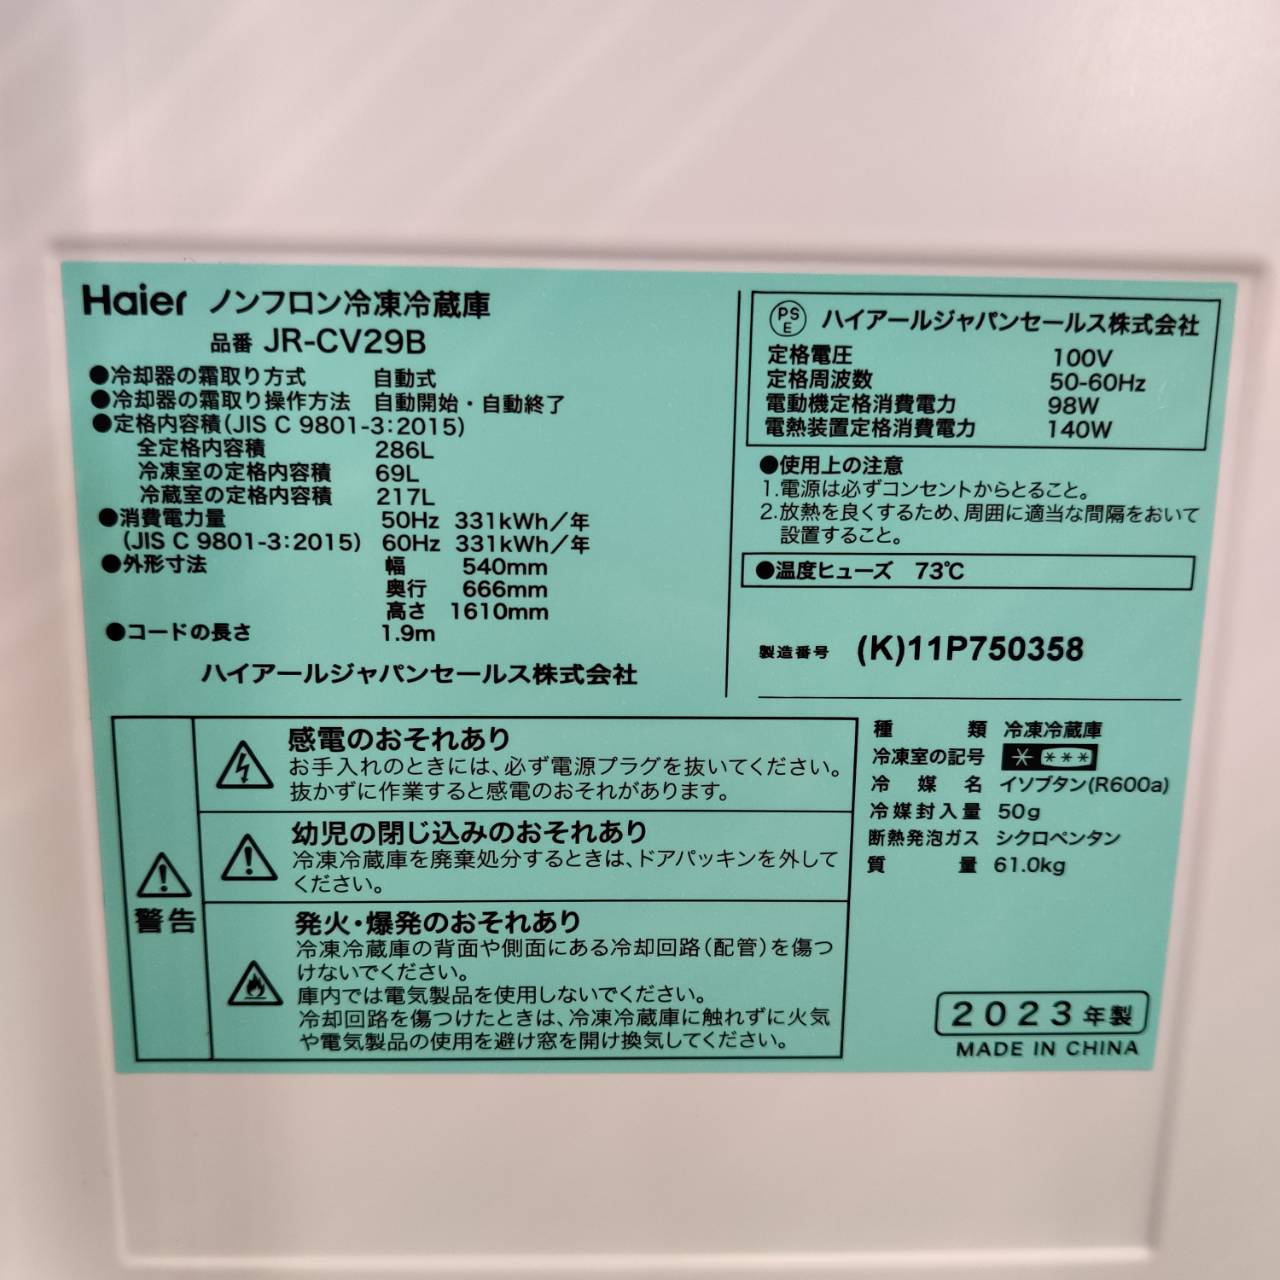 Haier ノンフロン冷凍冷蔵庫
品番 JR-CV29B
●冷却器の霜取り方式 自動式
●冷却器の霜取り操作方法 自動開始・自動終了
●定格内容積(JIS C 9801-3:2015)
全定格内容積 286L
冷凍室の定格内容積 69L
冷蔵室の定格内容積 217L
●消費電力量 50Hz 331kWh/年
(JIS C 9801-3:2015) 60Hz 331kWh/年
●外形寸法 幅 540mm
奥行 666mm
高さ 1610mm
●コードの長さ 1.9m
ハイアールジャパンセールス株式会社
PS
E
ハイアールジャパンセールス株式会社
定格電圧 100V
定格周波数 50-60Hz
電動機定格消費電力 98W
電熱装置定格消費電力 140W
●使用上の注意
1.電源は必ずコンセントからとること。
2.放熱を良くするため、周囲に適当な間隔をおいて
設置すること。
●温度ヒューズ 73℃
製造番号 (K)11P750358
警告
感電のおそれあり
お手入れのときには、必ず電源プラグを抜いてください。
抜かずに作業すると感電のおそれがあります。
幼児の閉じ込みのおそれあり
冷凍冷蔵庫を廃棄処分するときは、ドアパッキンを外して
ください。
発火・爆発のおそれあり
冷凍冷蔵庫の背面や側面にある冷却回路(配管)を傷つ
けないでください。
庫内では電気製品を使用しないでください。
冷却回路を傷つけたときは、冷凍冷蔵庫に触れずに火気
や電気製品の使用を避け窓を開け換気してください。
種類 冷凍冷蔵庫
冷凍室の記号 * ***
冷媒名 イソブタン(R600a)
冷媒封入量 50g
断熱発泡ガス シクロペンタン
質量 61.0kg
2023年製
MADE IN CHINA